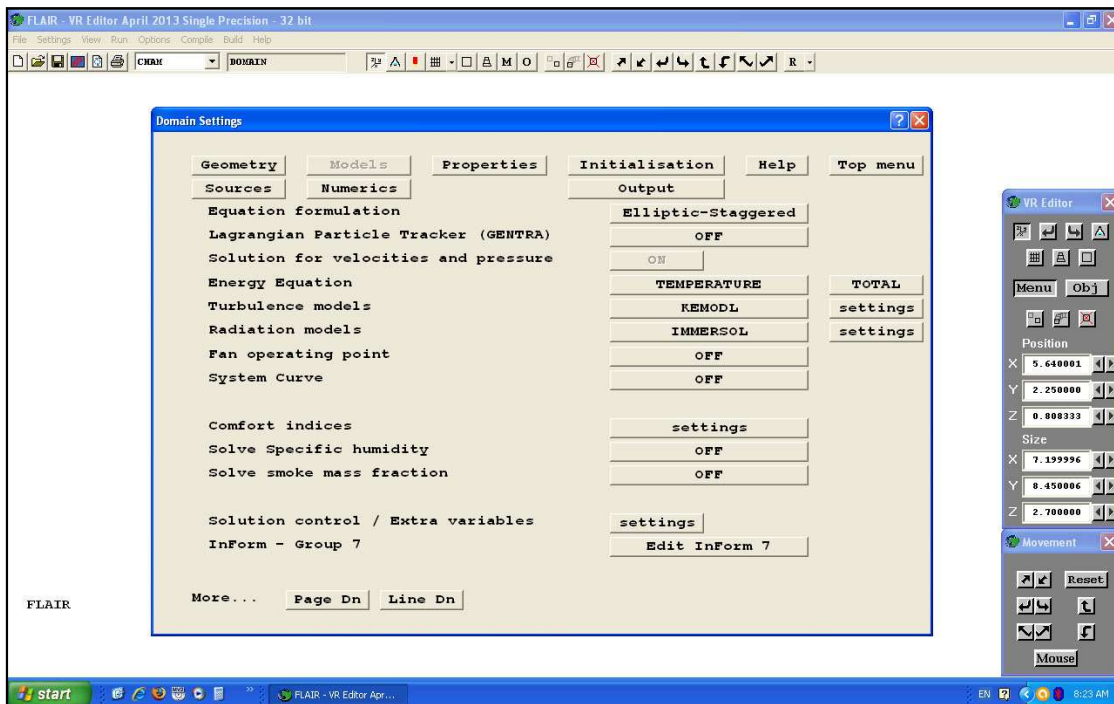 FLAIR - VR Editor April 2013 Single Precision - 32 bit
File Settings View Run Options Compile Build Help
CHAM DOMAIN M O R
Domain Settings
Geometry Models Properties Initialisation Help Top menu
Sources Numerics Output
Equation formulation Elliptic-Staggered
Lagrangian Particle Tracker (GENTRA) OFF
Solution for velocities and pressure ON
Energy Equation TEMPERATURE TOTAL
Turbulence models KEMODL settings
Radiation models IMMERSOL settings
Fan operating point OFF
System Curve OFF
Comfort indices settings
Solve Specific humidity OFF
Solve smoke mass fraction OFF
Solution control / Extra variables settings
InForm - Group 7 Edit InForm 7
More... Page Dn Line Dn
FLAIR
VR Editor
Menu Obj
Position
X 5.640001
Y 2.250000
Z 0.808333
Size
X 7.199996
Y 8.450006
Z 2.700000
Movement
Reset
Mouse
start FLAIR - VR Editor Apr... EN 8:23 AM